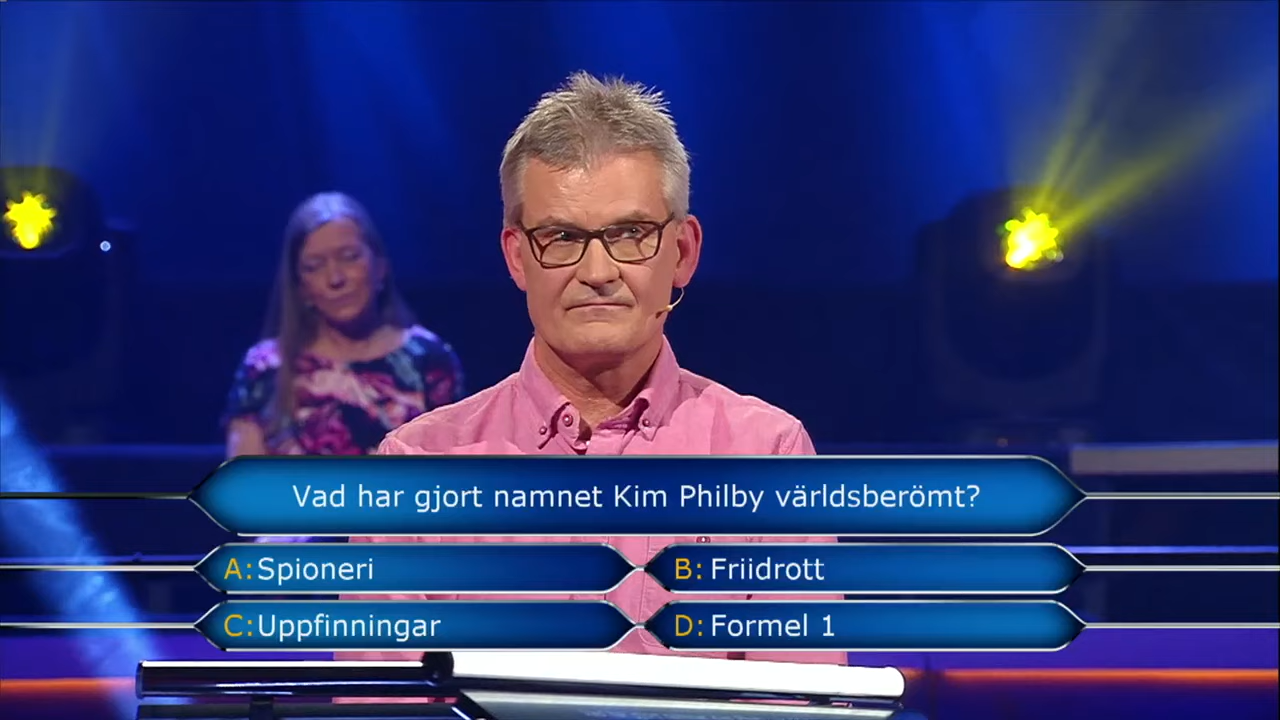 Vad har gjort namnet Kim Philby världsberömt?
A: Spioneri
B: Friidrott
C: Uppfinningar
D: Formel 1